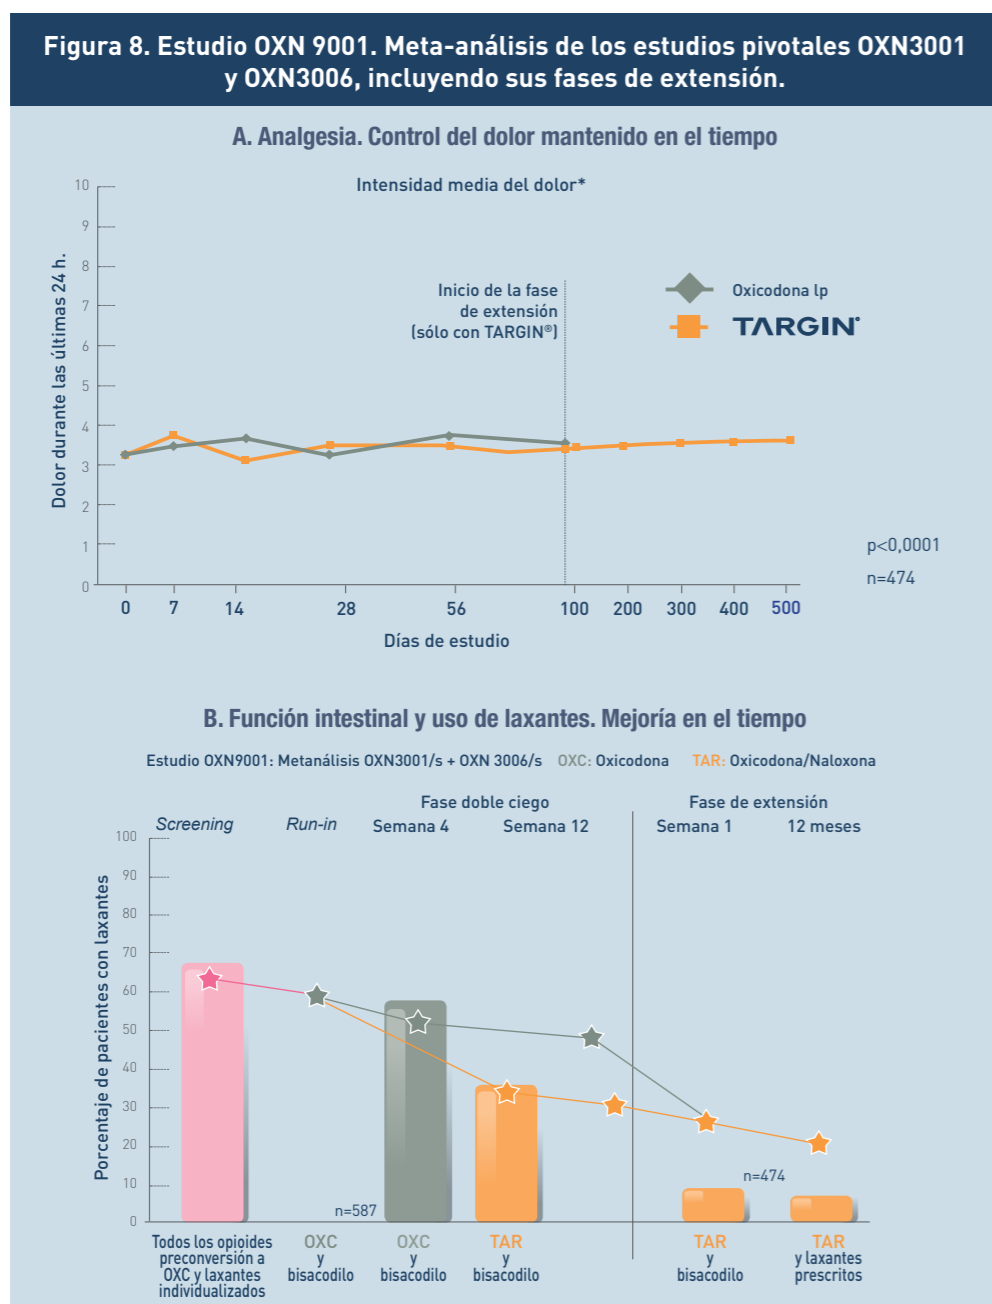 Figura 8. Estudio OXN 9001. Meta-análisis de los estudios pivotales OXN3001
y OXN3006, incluyendo sus fases de extensión.
A. Analgesia. Control del dolor mantenido en el tiempo
Intensidad media del dolor*
Dolor durante las últimas 24 h.
10
9
8
7
6
5
4
3
2
1
0
Inicio de la fase
de extensión
(sólo con TARGIN®)
Oxicodona lp
TARGIN®
p<0,0001
n=474
0 7 14 28 56 100 200 300 400 500
Días de estudio
B. Función intestinal y uso de laxantes. Mejoría en el tiempo
Estudio OXN9001: Metanálisis OXN3001/s + OXN 3006/s OXC: Oxicodona TAR: Oxicodona/Naloxona
Fase doble ciego Fase de extensión
Screening Run-in Semana 4 Semana 12 Semana 1 12 meses
Porcentaje de pacientes con laxantes
100
90
80
70
60
50
40
30
20
10
0
n=587
n=474
Todos los opioides
preconversión a
OXC y laxantes
individualizados
OXC
y
bisacodilo
OXC
y
bisacodilo
TAR
y
bisacodilo
TAR
y
bisacodilo
TAR
y laxantes
prescritos